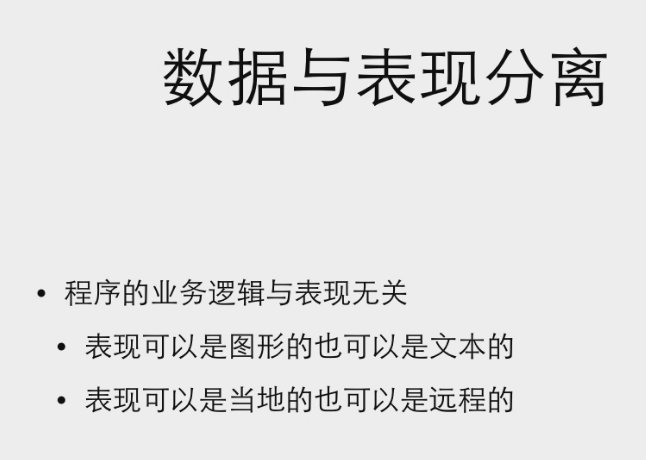 数据与表现分离
• 程序的业务逻辑与表现无关
• 表现可以是图形的也可以是文本的
• 表现可以是当地的也可以是远程的